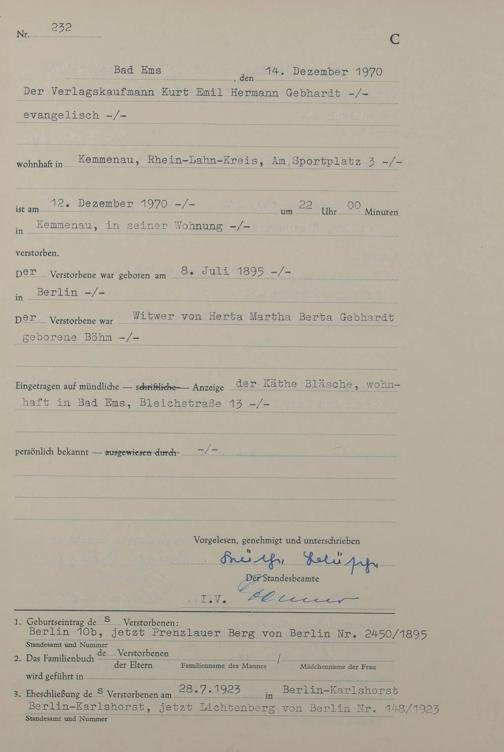 Nr. 232
C
Bad Ems , den 14. Dezember 1970
Der Verlagskaufmann Kurt Emil Hermann Gebhardt -/-
evangelisch -/-
wohnhaft in Kemmenau, Rhein-Lahn-Kreis, Am Sportplatz 3 -/-
ist am 12. Dezember 1970 -/- um 22 Uhr 00 Minuten
in Kemmenau, in seiner Wohnung -/-
verstorben.
Der Verstorbene war geboren am 8. Juli 1895 -/-
in Berlin -/-
Der Verstorbene war Witwer von Herta Martha Berta Gebhardt
geborene Böhm -/-
Eingetragen auf mündliche — schriftliche — Anzeige der Käthe Bläsche, wohn-
haft in Bad Ems, Bleichstraße 13 -/-
persönlich bekannt — ausgewiesen durch -/-
Vorgelesen, genehmigt und unterschrieben
Käthe Bläsche
Der Standesbeamte
I.V.
1. Geburtseintrag des Verstorbenen:
Berlin 10b, jetzt Prenzlauer Berg von Berlin Nr. 2450/1895
Standesamt und Nummer
2. Das Familienbuch de Verstorbenen /
der Eltern Familienname des Mannes Mädchenname der Frau
wird geführt in
3. Eheschließung des Verstorbenen am 28.7.1923 in Berlin-Karlshorst
Berlin-Karlshorst, jetzt Lichtenberg von Berlin Nr. 148/1923
Standesamt und Nummer